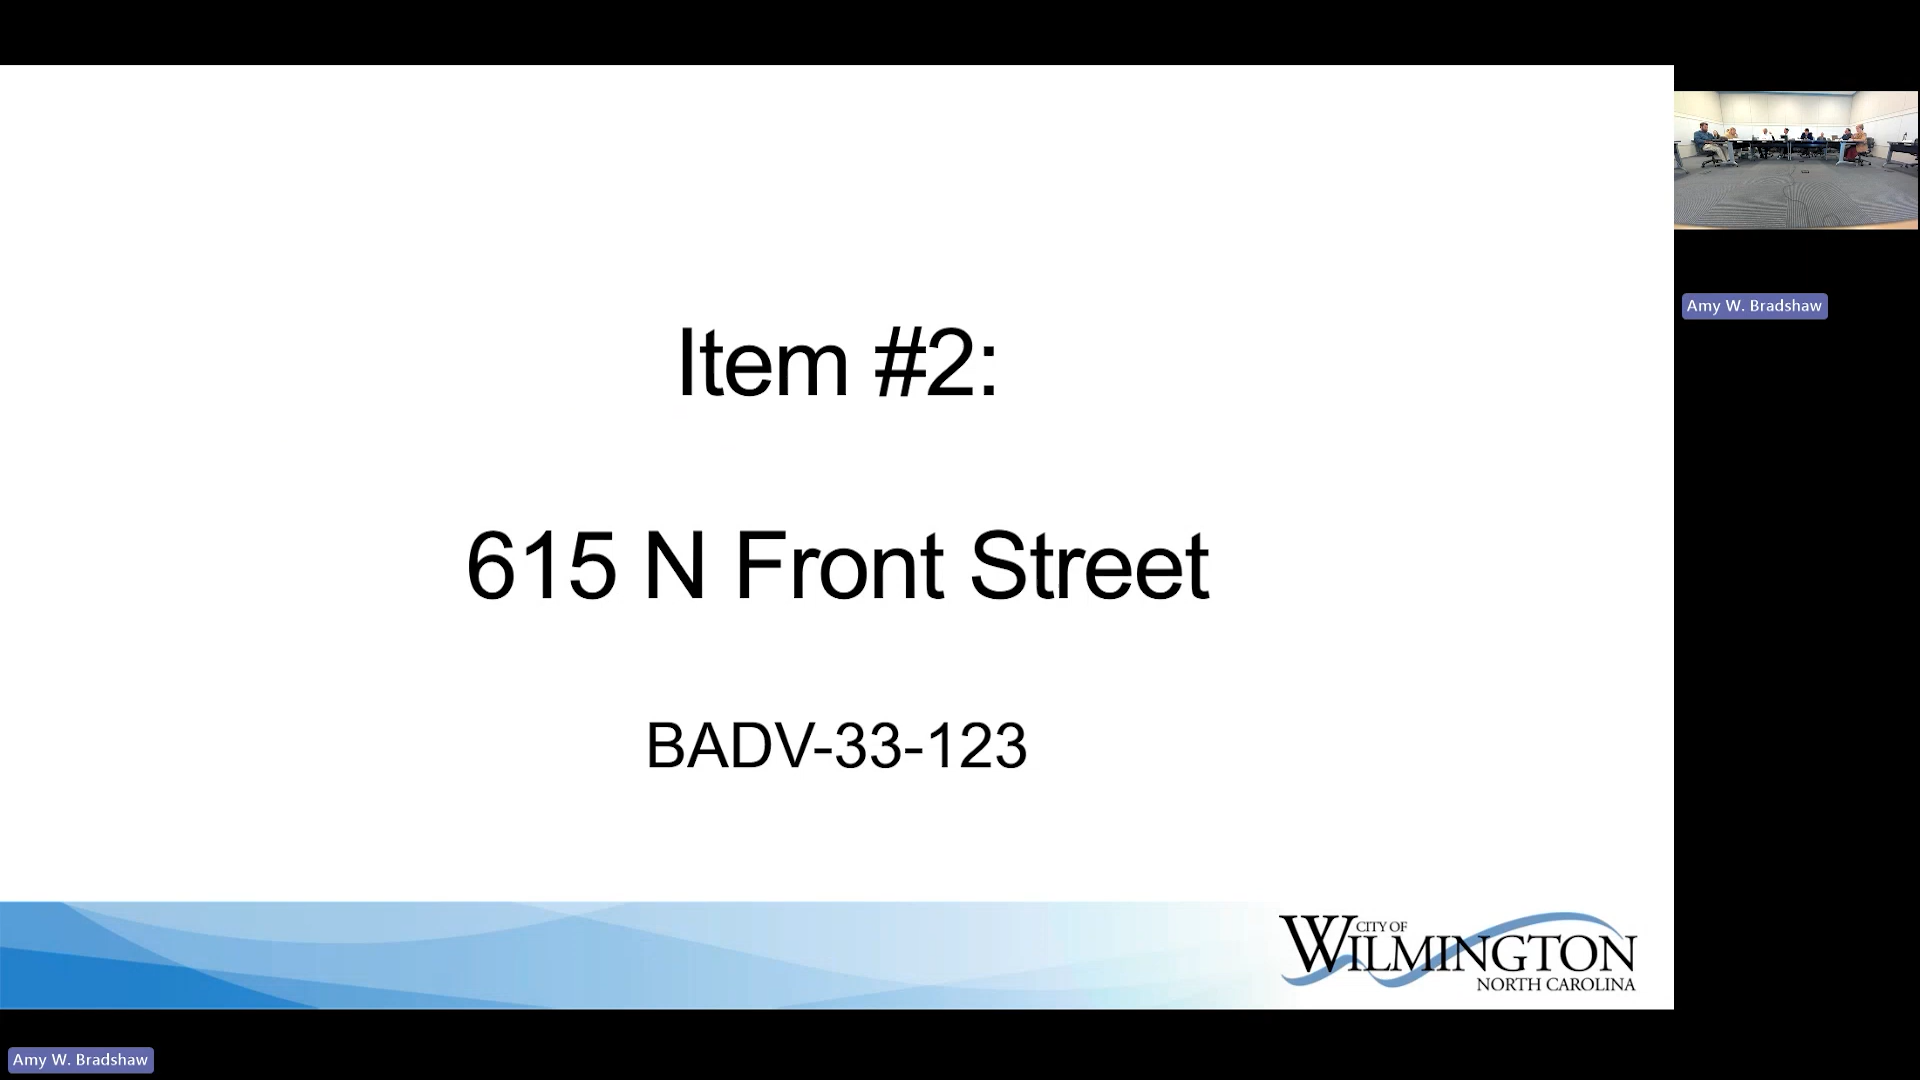 Item #2:
615 N Front Street
BADV-33-123
CITY OF
WILMINGTON
NORTH CAROLINA
Amy W. Bradshaw
Amy W. Bradshaw